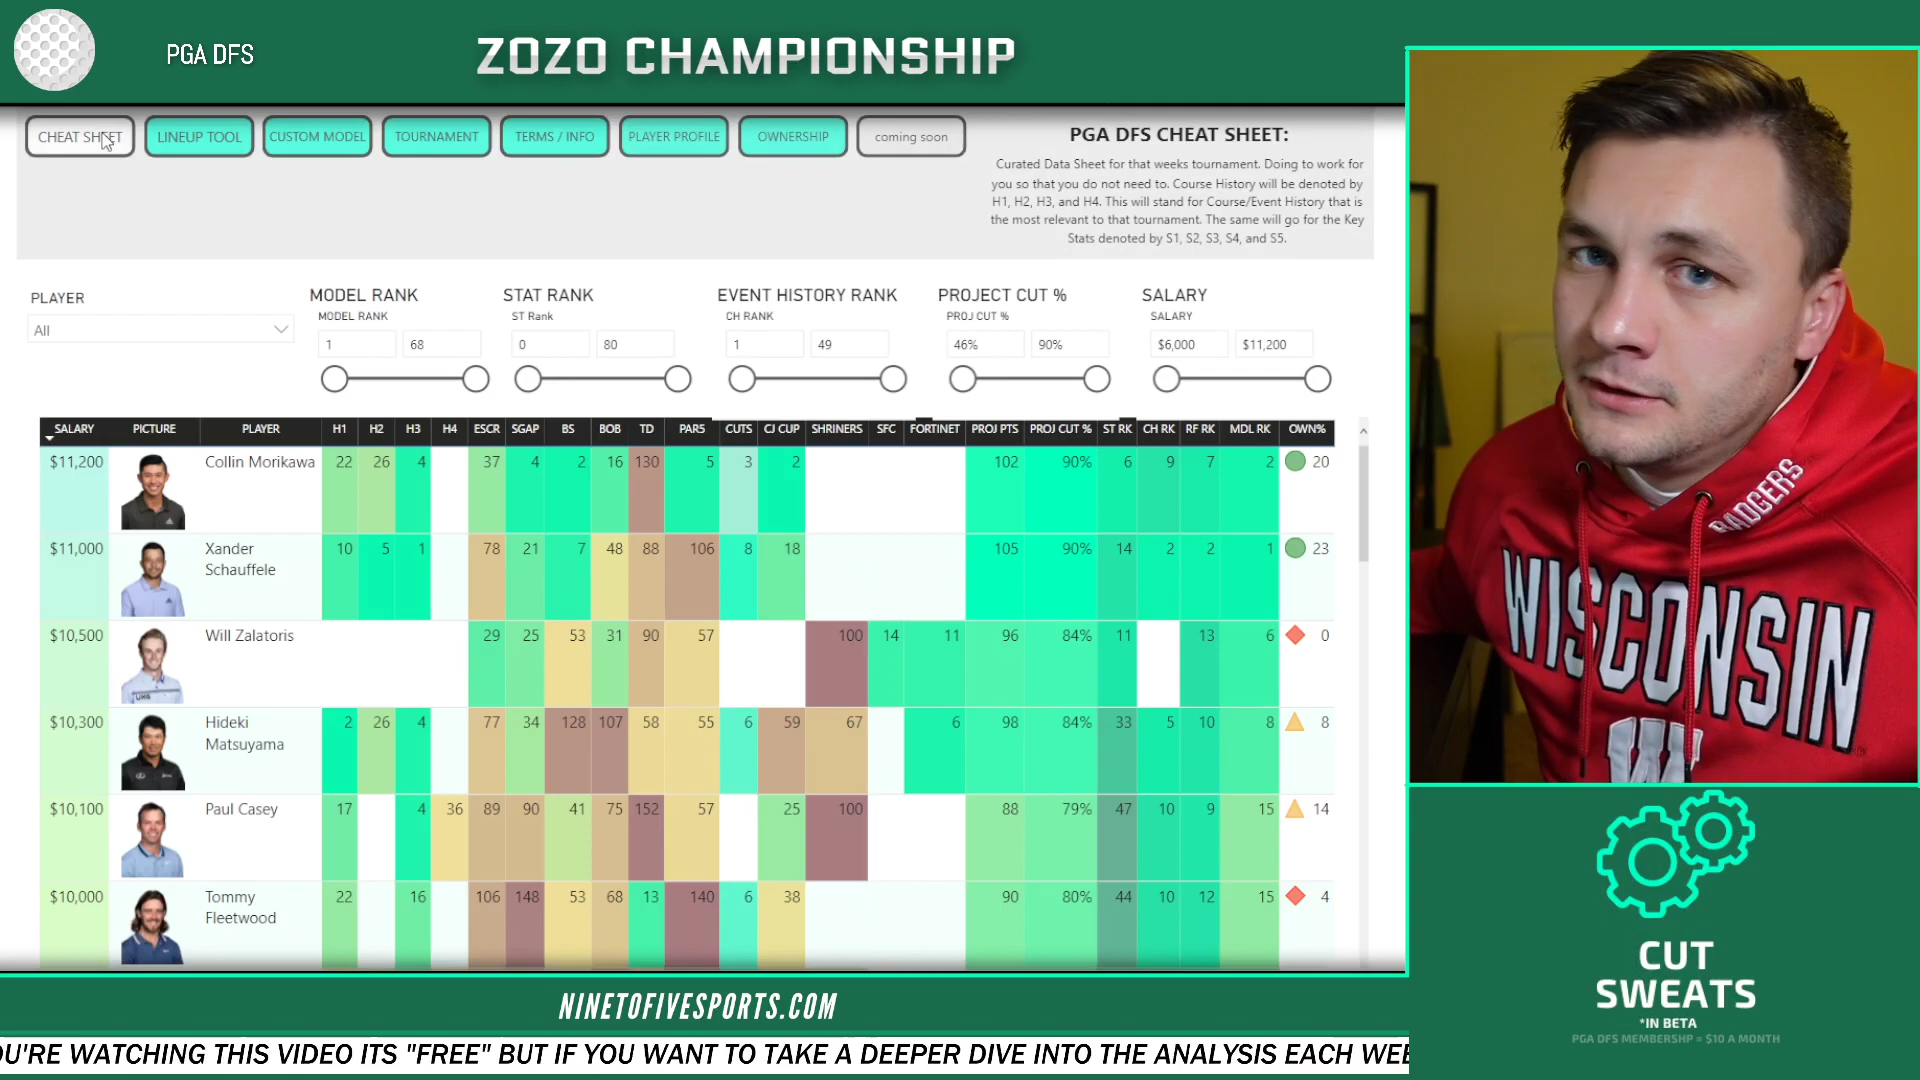 PGA DFS
ZOZO CHAMPIONSHIP
CHEAT SHEET LINEUP TOOL CUSTOM MODEL TOURNAMENT TERMS / INFO PLAYER PROFILE OWNERSHIP coming soon
PGA DFS CHEAT SHEET:
Curated Data Sheet for that weeks tournament. Doing to work for
you so that you do not need to. Course History will be denoted by
H1, H2, H3, and H4. This will stand for Course/Event History that is
the most relevant to that tournament. The same will go for the Key
Stats denoted by S1, S2, S3, S4, and S5.
PLAYER
All
MODEL RANK
MODEL RANK
1 68
STAT RANK
ST Rank
0 80
EVENT HISTORY RANK
CH RANK
1 49
PROJECT CUT %
PROJ CUT %
46% 90%
SALARY
SALARY
$6,000 $11,200
SALARY PICTURE PLAYER H1 H2 H3 H4 ESCR SGAP BS BOB TD PAR5 CUTS CJ CUP SHRINERS SFC FORTINET PROJ PTS PROJ CUT % ST RK CH RK RF RK MDL RK OWN%
$11,200 Collin Morikawa 22 26 4 37 4 2 16 130 5 3 2 102 90% 6 9 7 2 20
$11,000 Xander Schauffele 10 5 1 78 21 7 48 88 106 8 18 105 90% 14 2 2 1 23
$10,500 Will Zalatoris 29 25 53 31 90 57 100 14 11 96 84% 11 13 6 0
$10,300 Hideki Matsuyama 2 26 4 77 34 128 107 58 55 6 59 67 6 98 84% 33 5 10 8 8
$10,100 Paul Casey 17 4 36 89 90 41 75 152 57 25 100 88 79% 47 10 9 15 14
$10,000 Tommy Fleetwood 22 16 106 148 53 68 13 140 6 38 90 80% 44 10 12 15 4
BADGERS
WISCONSIN
W
CUT
SWEATS
*IN BETA
PGA DFS MEMBERSHP = $10 A MONTH
NINETOFIVESPORTS.COM
OU'RE WATCHING THIS VIDEO ITS "FREE" BUT IF YOU WANT TO TAKE A DEEPER DIVE INTO THE ANALYSIS EACH WEE